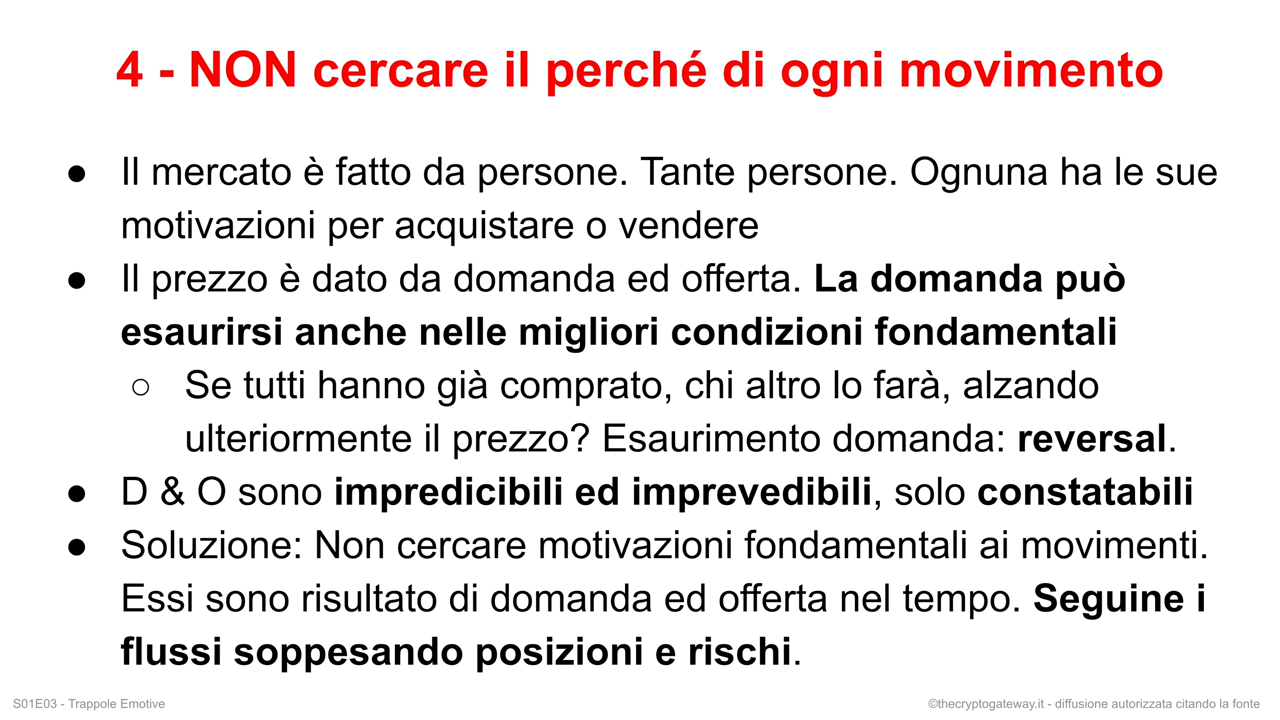 4 - NON cercare il perché di ogni movimento
● Il mercato è fatto da persone. Tante persone. Ognuna ha le sue
motivazioni per acquistare o vendere
● Il prezzo è dato da domanda ed offerta. La domanda può
esaurirsi anche nelle migliori condizioni fondamentali
○ Se tutti hanno già comprato, chi altro lo farà, alzando
ulteriormente il prezzo? Esaurimento domanda: reversal.
● D & O sono impredicibili ed imprevedibili, solo constatabili
● Soluzione: Non cercare motivazioni fondamentali ai movimenti.
Essi sono risultato di domanda ed offerta nel tempo. Seguine i
flussi soppesando posizioni e rischi.
S01E03 - Trappole Emotive
©thecryptogateway.it - diffusione autorizzata citando la fonte